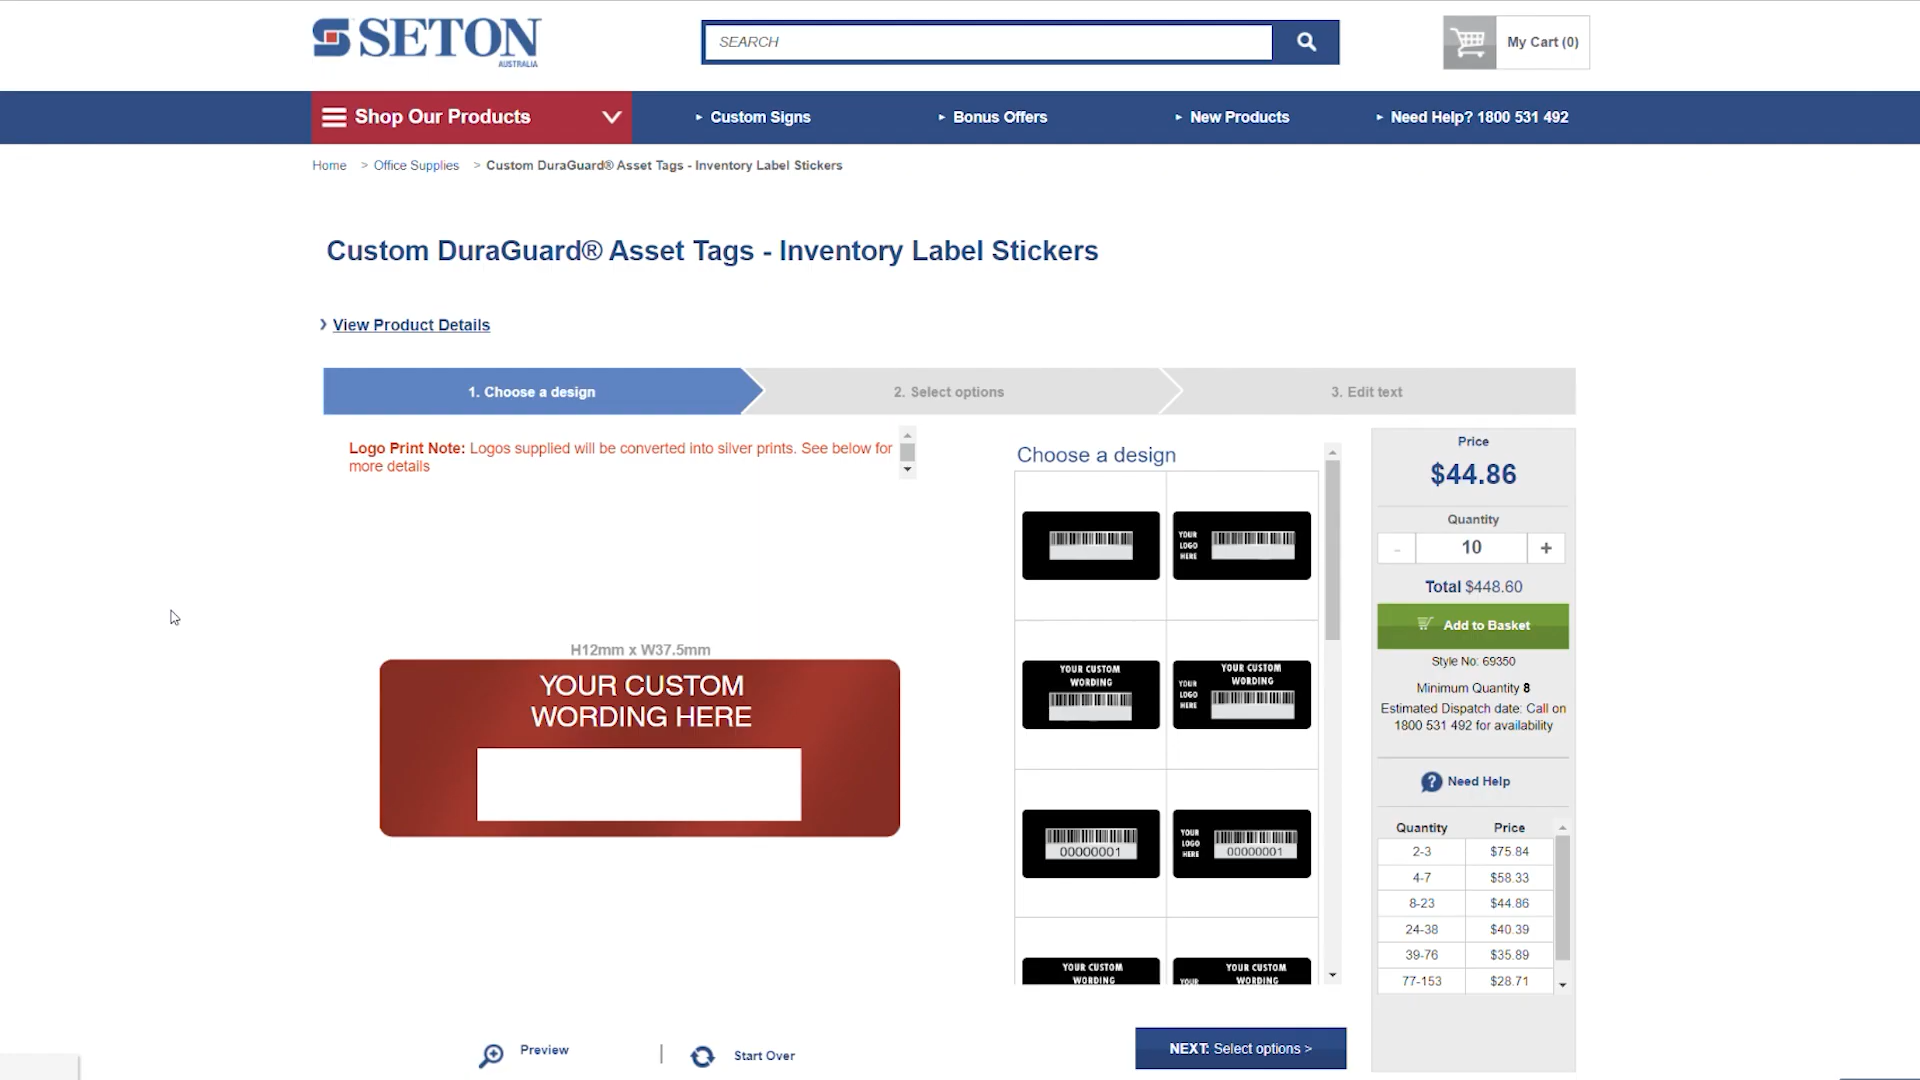 SETON
AUSTRALIA
SEARCH
My Cart (0)
Shop Our Products
▸ Custom Signs
▸ Bonus Offers
▸ New Products
▸ Need Help? 1800 531 492
Home > Office Supplies > Custom DuraGuard® Asset Tags - Inventory Label Stickers
Custom DuraGuard® Asset Tags - Inventory Label Stickers
› View Product Details
1. Choose a design
2. Select options
3. Edit text
Logo Print Note: Logos supplied will be converted into silver prints. See below for
more details
H12mm x W37.5mm
YOUR CUSTOM
WORDING HERE
Choose a design
YOUR
LOGO
HERE
YOUR CUSTOM
WORDING
YOUR CUSTOM
WORDING
YOUR
LOGO
HERE
00000001
YOUR
LOGO
HERE
00000001
YOUR CUSTOM
WORDING
YOUR CUSTOM
WORDING
YOUR
Price
$44.86
Quantity
- 10 +
Total $448.60
Add to Basket
Style No: 69350
Minimum Quantity 8
Estimated Dispatch date: Call on
1800 531 492 for availability
? Need Help
Quantity Price
2-3 $75.84
4-7 $58.33
8-23 $44.86
24-38 $40.39
39-76 $35.89
77-153 $28.71
Preview | Start Over
NEXT: Select options >